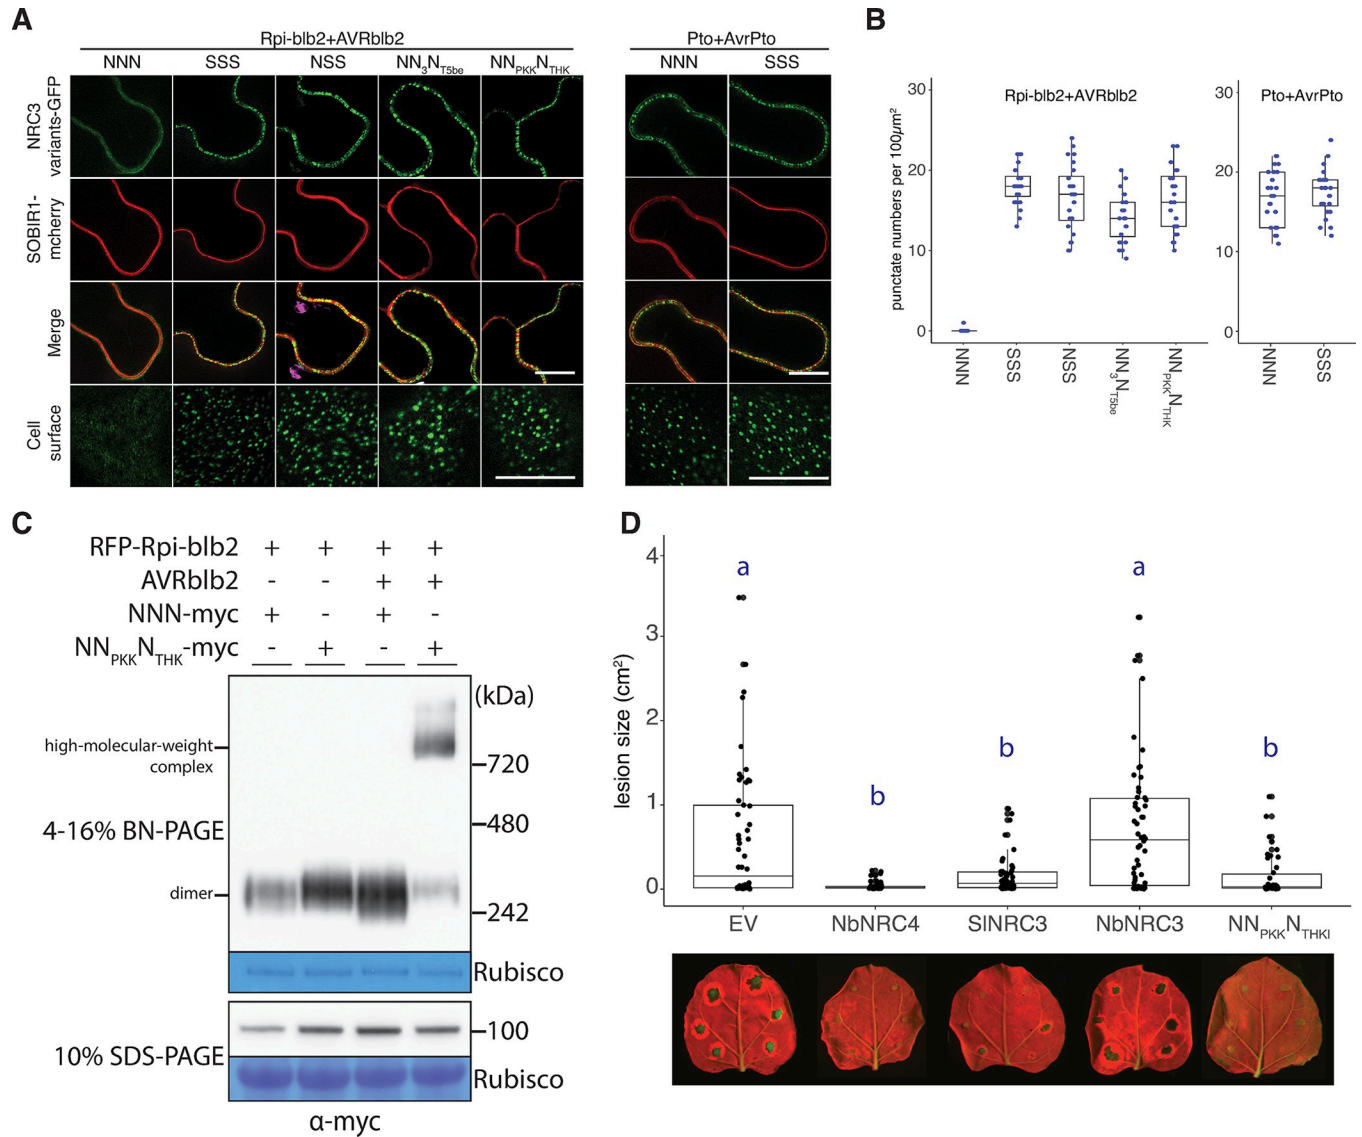 A
Rpi-blb2+AVRblb2
Pto+AvrPto
NNN SSS NSS NN3NT5be NNPKKNTHK NNN SSS
NRC3
variants-GFP
SOBIR1-
mcherry
Merge
Cell
surface
B
Rpi-blb2+AVRblb2
Pto+AvrPto
punctate numbers per 100µm²
30
20
10
0
30
20
10
0
NNN SSS NSS NN3NT5be NNPKKNTHK NNN SSS
C
RFP-Rpi-blb2 + + + +
AVRblb2 - - + +
NNN-myc + - + -
NNPKKNTHK-myc - + - +
(kDa)
high-molecular-weight
complex
720
4-16% BN-PAGE
480
dimer
242
Rubisco
100
10% SDS-PAGE
Rubisco
α-myc
D
lesion size (cm²)
4
3
2
1
0
a
b
b
a
b
EV NbNRC4 SlNRC3 NbNRC3 NNPKKNTHKI